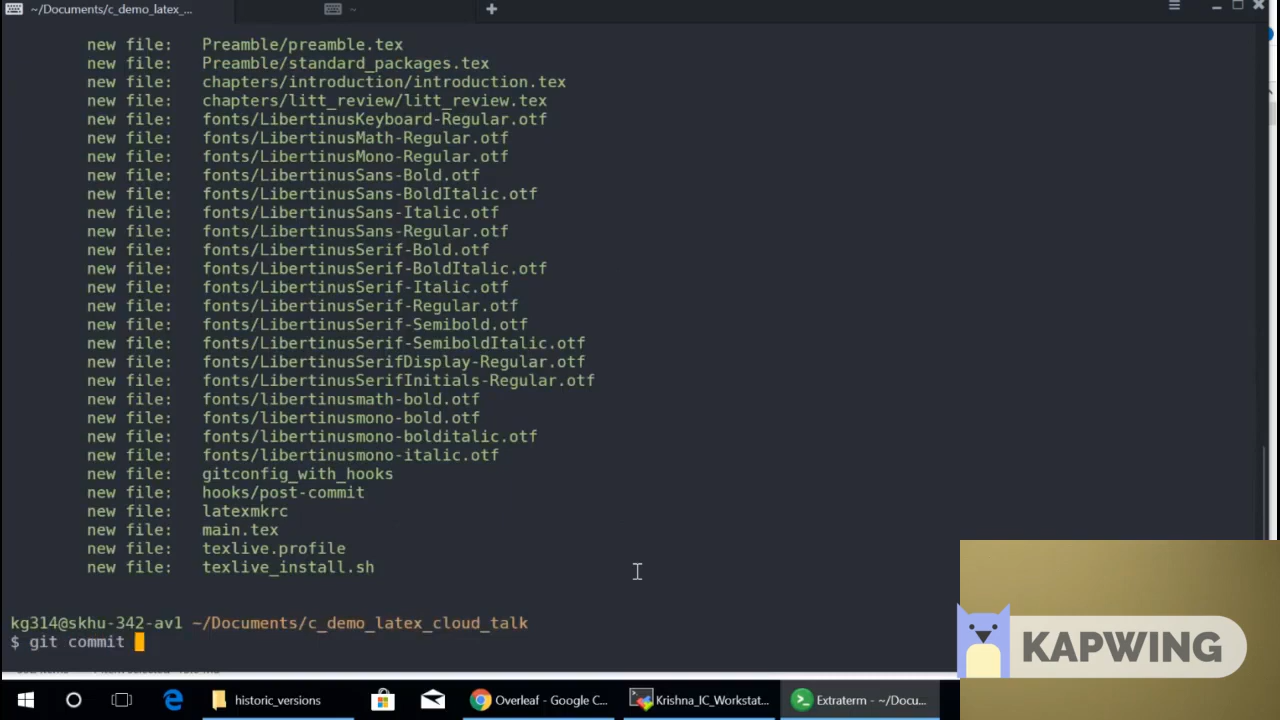 ~/Documents/c_demo_latex_... ~ +
new file: Preamble/preamble.tex
new file: Preamble/standard_packages.tex
new file: chapters/introduction/introduction.tex
new file: chapters/litt_review/litt_review.tex
new file: fonts/LibertinusKeyboard-Regular.otf
new file: fonts/LibertinusMath-Regular.otf
new file: fonts/LibertinusMono-Regular.otf
new file: fonts/LibertinusSans-Bold.otf
new file: fonts/LibertinusSans-BoldItalic.otf
new file: fonts/LibertinusSans-Italic.otf
new file: fonts/LibertinusSans-Regular.otf
new file: fonts/LibertinusSerif-Bold.otf
new file: fonts/LibertinusSerif-BoldItalic.otf
new file: fonts/LibertinusSerif-Italic.otf
new file: fonts/LibertinusSerif-Regular.otf
new file: fonts/LibertinusSerif-Semibold.otf
new file: fonts/LibertinusSerif-SemiboldItalic.otf
new file: fonts/LibertinusSerifDisplay-Regular.otf
new file: fonts/LibertinusSerifInitials-Regular.otf
new file: fonts/libertinusmath-bold.otf
new file: fonts/libertinusmono-bold.otf
new file: fonts/libertinusmono-bolditalic.otf
new file: fonts/libertinusmono-italic.otf
new file: gitconfig_with_hooks
new file: hooks/post-commit
new file: latexmkrc
new file: main.tex
new file: texlive.profile
new file: texlive_install.sh
kg314@skhu-342-av1 ~/Documents/c_demo_latex_cloud_talk
$ git commit
KAPWING
historic_versions Overleaf - Google C... Krishna_IC_Workstat... Extraterm - ~/Docu...